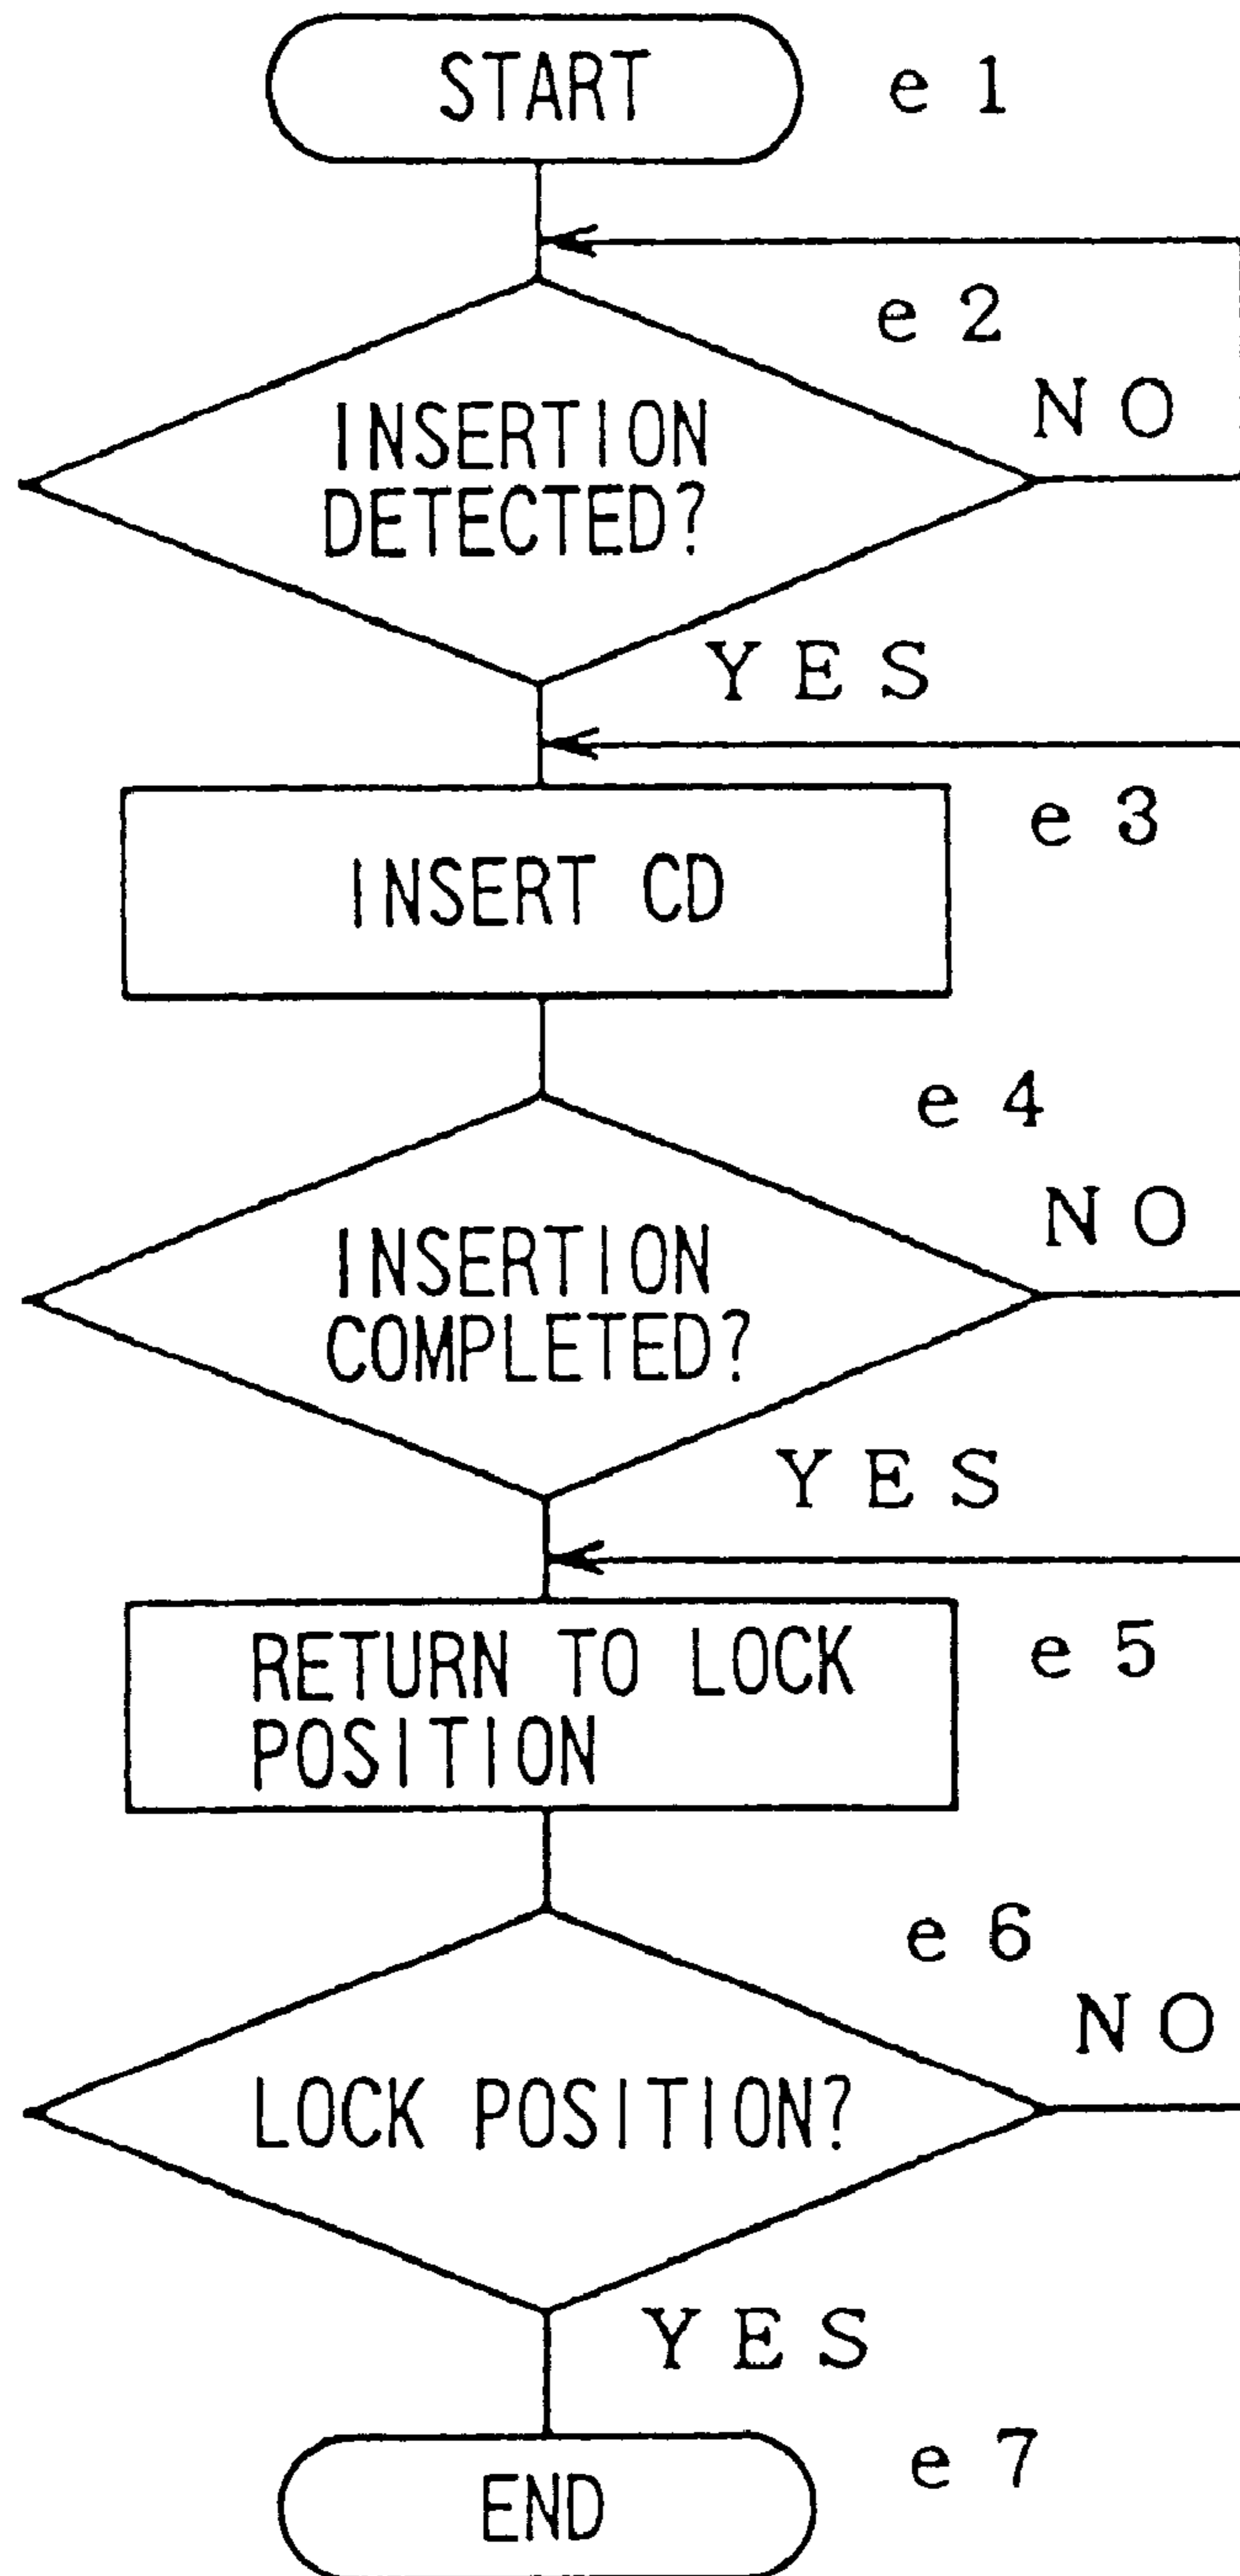 START
e 1
e 2
NO
INSERTION
DETECTED?
YES
e 3
INSERT CD
e 4
NO
INSERTION
COMPLETED?
YES
RETURN TO LOCK
POSITION
e 5
e 6
NO
LOCK POSITION?
YES
END
e 7